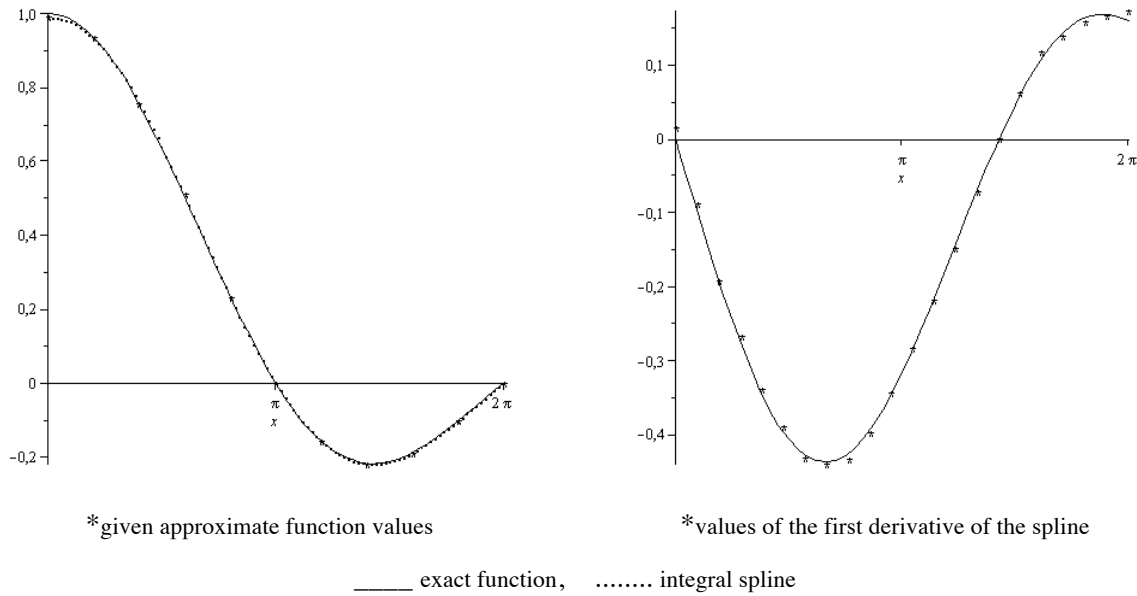 1,0
0,8
0,6
0,4
0,2
0
−0,2
π
x
2 π
0,1
0
−0,1
−0,2
−0,3
−0,4
π
x
2 π
*given approximate function values
*values of the first derivative of the spline
____ exact function, ........ integral spline